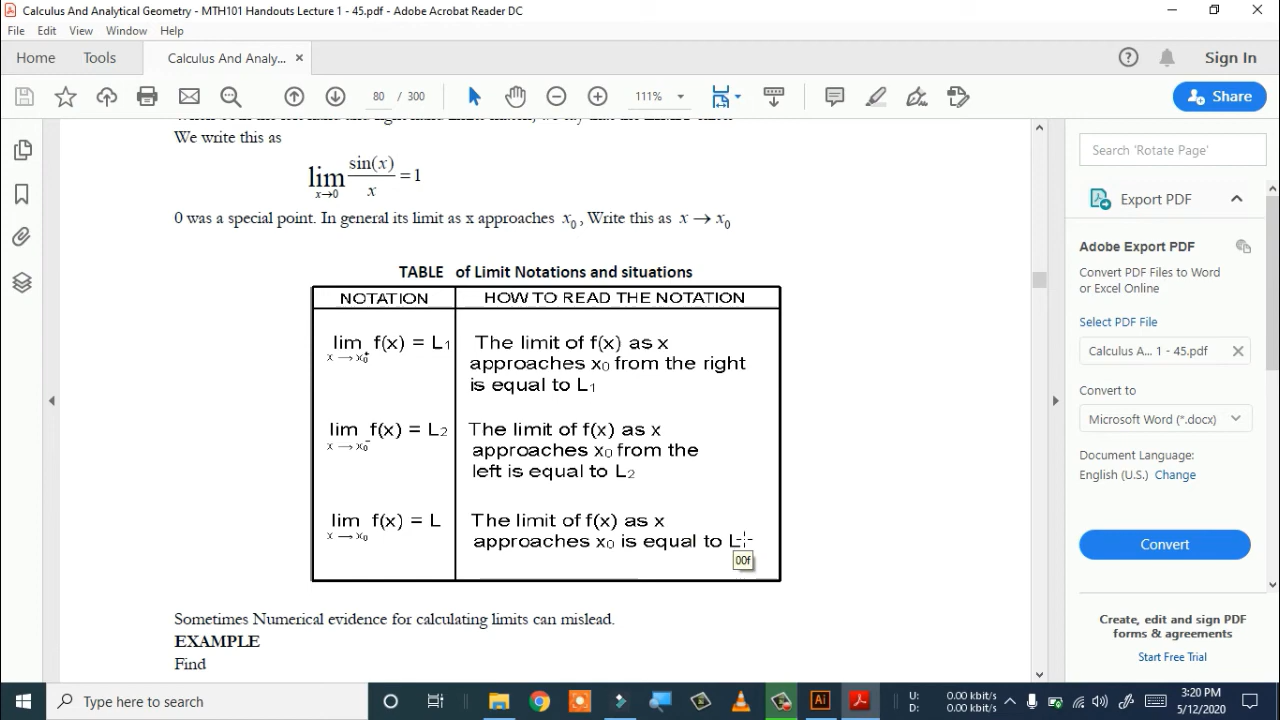 Calculus And Analytical Geometry - MTH101 Handouts Lecture 1 - 45.pdf - Adobe Acrobat Reader DC
File Edit View Window Help
Home Tools Calculus And Analy... × Sign In
80 / 300 111% Share
We write this as
lim x→0 sin(x)/x = 1
0 was a special point. In general its limit as x approaches x₀, Write this as x → x₀
TABLE of Limit Notations and situations
NOTATION HOW TO READ THE NOTATION
lim f(x) = L₁
x → x₀⁺
The limit of f(x) as x
approaches x₀ from the right
is equal to L₁
lim f(x) = L₂
x → x₀⁻
The limit of f(x) as x
approaches x₀ from the
left is equal to L₂
lim f(x) = L
x → x₀
The limit of f(x) as x
approaches x₀ is equal to L
00f
Sometimes Numerical evidence for calculating limits can mislead.
EXAMPLE
Find
Search 'Rotate Page'
Export PDF
Adobe Export PDF
Convert PDF Files to Word
or Excel Online
Select PDF File
Calculus A... 1 - 45.pdf
Convert to
Microsoft Word (*.docx)
Document Language:
English (U.S.) Change
Convert
Create, edit and sign PDF
forms & agreements
Start Free Trial
Type here to search
U: 0.00 kbit/s
D: 0.00 kbit/s
3:20 PM
5/12/2020